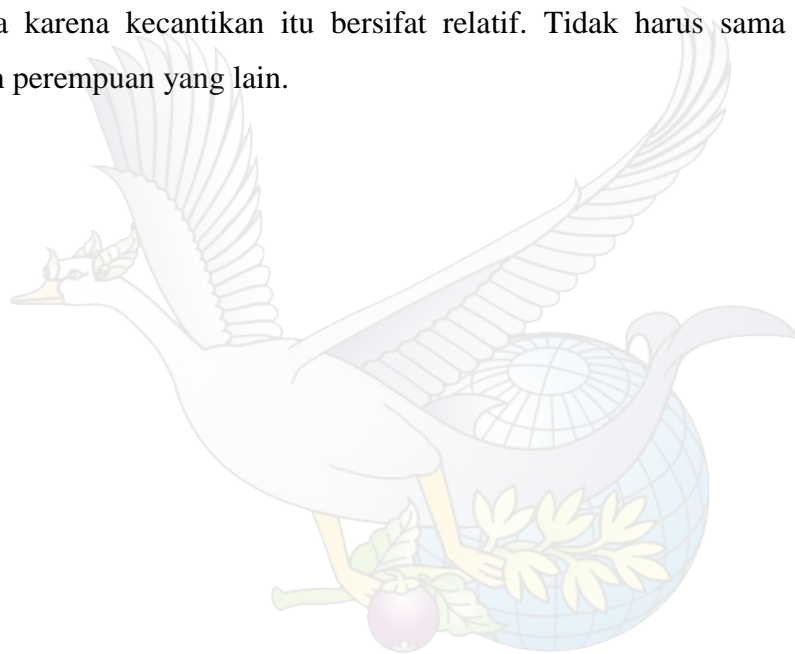 karena kecantikan itu bersifat relatif. Tidak harus sama
perempuan yang lain.